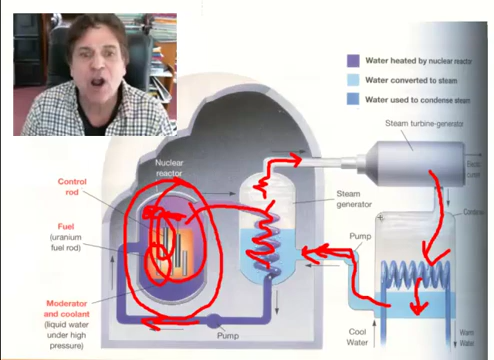 Water heated by nuclear reactor
Water converted to steam
Water used to condense steam
Steam turbine-generator
Nuclear reactor
Control rod
Fuel
(uranium
fuel rod)
Moderator
and coolant
(liquid water
under high
pressure)
Steam
generator
Pump
Pump
Cool
Water
Warm
Water